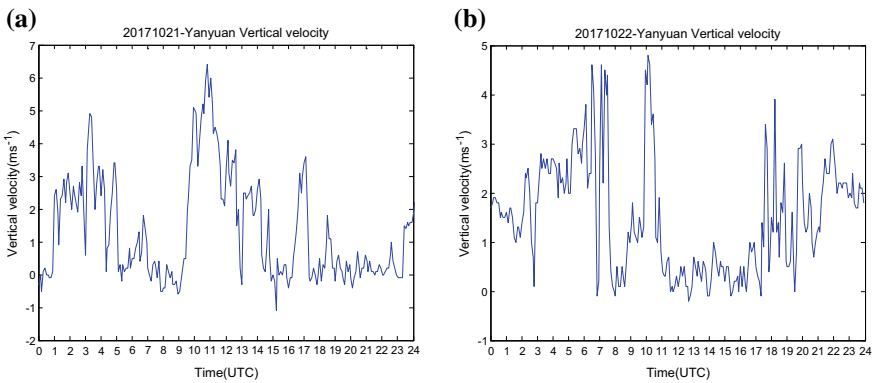 (a)
20171021-Yanyuan Vertical velocity
Vertical velocity(ms⁻¹)
7
6
5
4
3
2
1
0
-1
-2
0 1 2 3 4 5 6 7 8 9 10 11 12 13 14 15 16 17 18 19 20 21 22 23 24
Time(UTC)
(b)
20171022-Yanyuan Vertical velocity
Vertical velocity(ms⁻¹)
5
4
3
2
1
0
-1
0 1 2 3 4 5 6 7 8 9 10 11 12 13 14 15 16 17 18 19 20 21 22 23 24
Time(UTC)